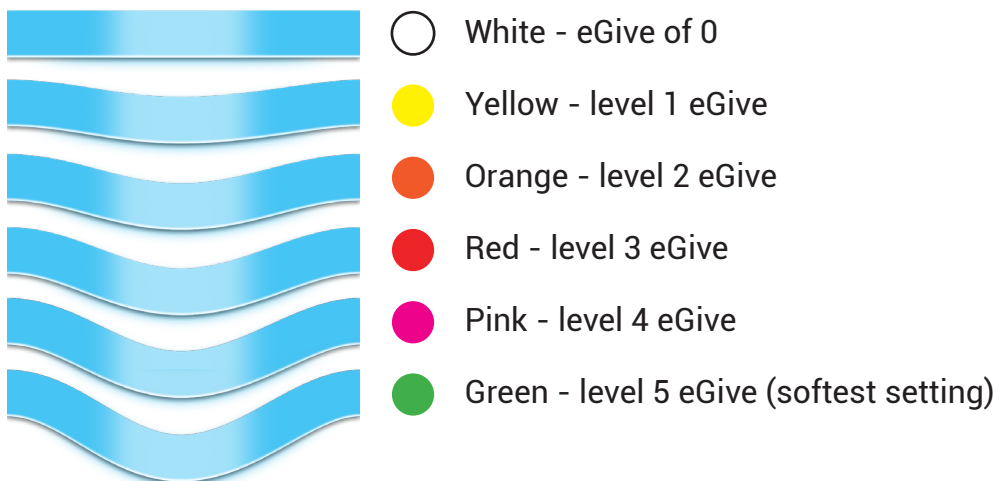 White - eGive of 0
Yellow - level 1 eGive
Orange - level 2 eGive
Red - level 3 eGive
Pink - level 4 eGive
Green - level 5 eGive (softest setting)